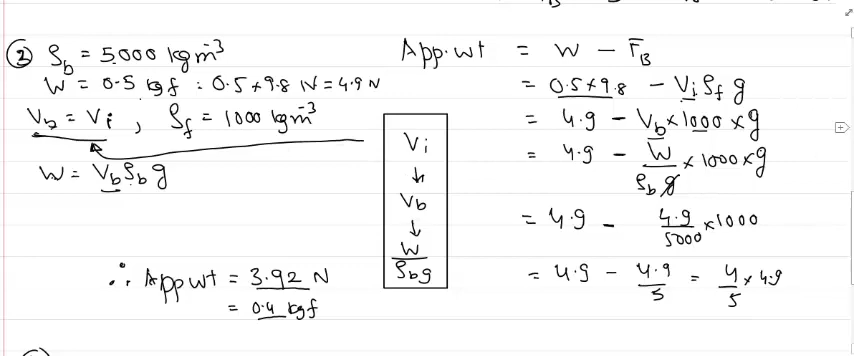 ② ρb = 5000 kg m⁻³
W = 0.5 kgf = 0.5 × 9.8 N = 4.9 N
Vb = Vi , ρf = 1000 kg m⁻³
W = Vb ρb g
∴ App wt = 3.92 N
= 0.4 kgf
Vi
↓
Vb
↓
W/ρb g
App. wt = W − FB
= 0.5 × 9.8 − Vi ρf g
= 4.9 − Vb × 1000 × g
= 4.9 − W/ρb g × 1000 × g
= 4.9 − 4.9/5000 × 1000
= 4.9 − 4.9/5 = 4/5 × 4.9